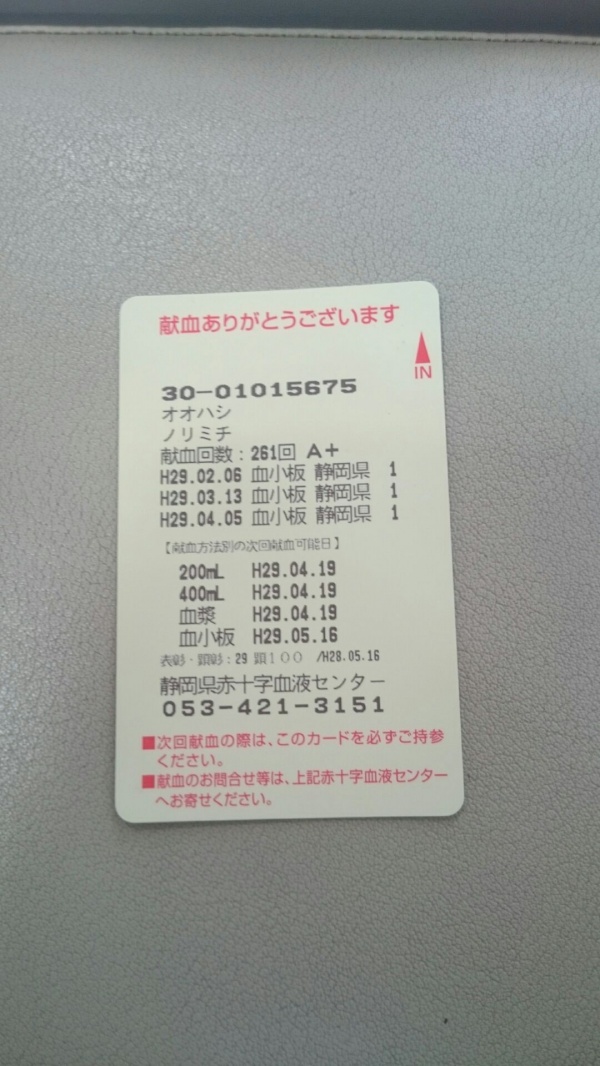 献血ありがとうございます
IN
30-01015675
オオハシ
ノリミチ
献血回数：261回 A+
H29.02.06 血小板 静岡県 1
H29.03.13 血小板 静岡県 1
H29.04.05 血小板 静岡県 1
【献血方法別の次回献血可能日】
200mL H29.04.19
400mL H29.04.19
血漿 H29.04.19
血小板 H29.05.16
表彰・顕彰：29 顕100 /H28.05.16
静岡県赤十字血液センター
053-421-3151
■次回献血の際は、このカードを必ずご持参
ください。
■献血のお問合せ等は、上記赤十字血液センター
へお寄せください。